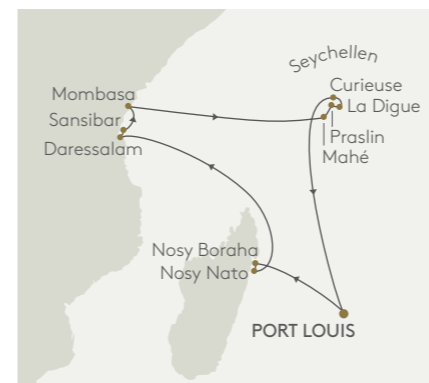 Seychellen
Curieuse
La Digue
Praslin
Mahé
Mombasa
Sansibar
Daressalam
Nosy Boraha
Nosy Nato
PORT LOUIS